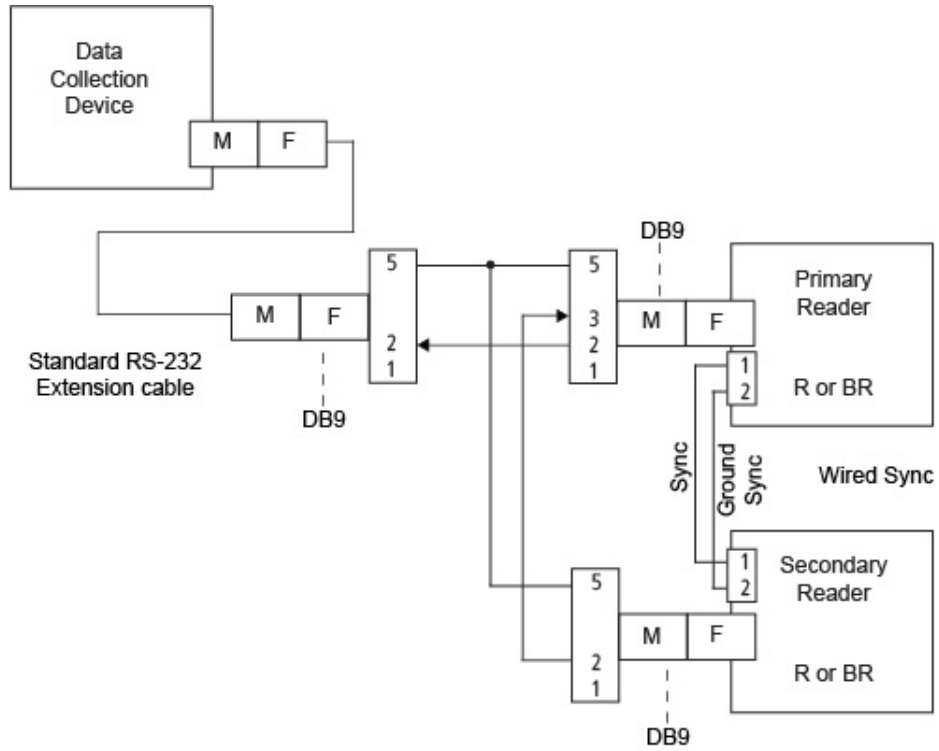 Data
Collection
Device
M F
DB9
5
2
1
5
3
2
1
M F
Primary
Reader
R or BR
1
2
M F
Standard RS-232
Extension cable
DB9
Sync
Ground
Sync
Wired Sync
1
2
Secondary
Reader
R or BR
5
2
1
M F
DB9